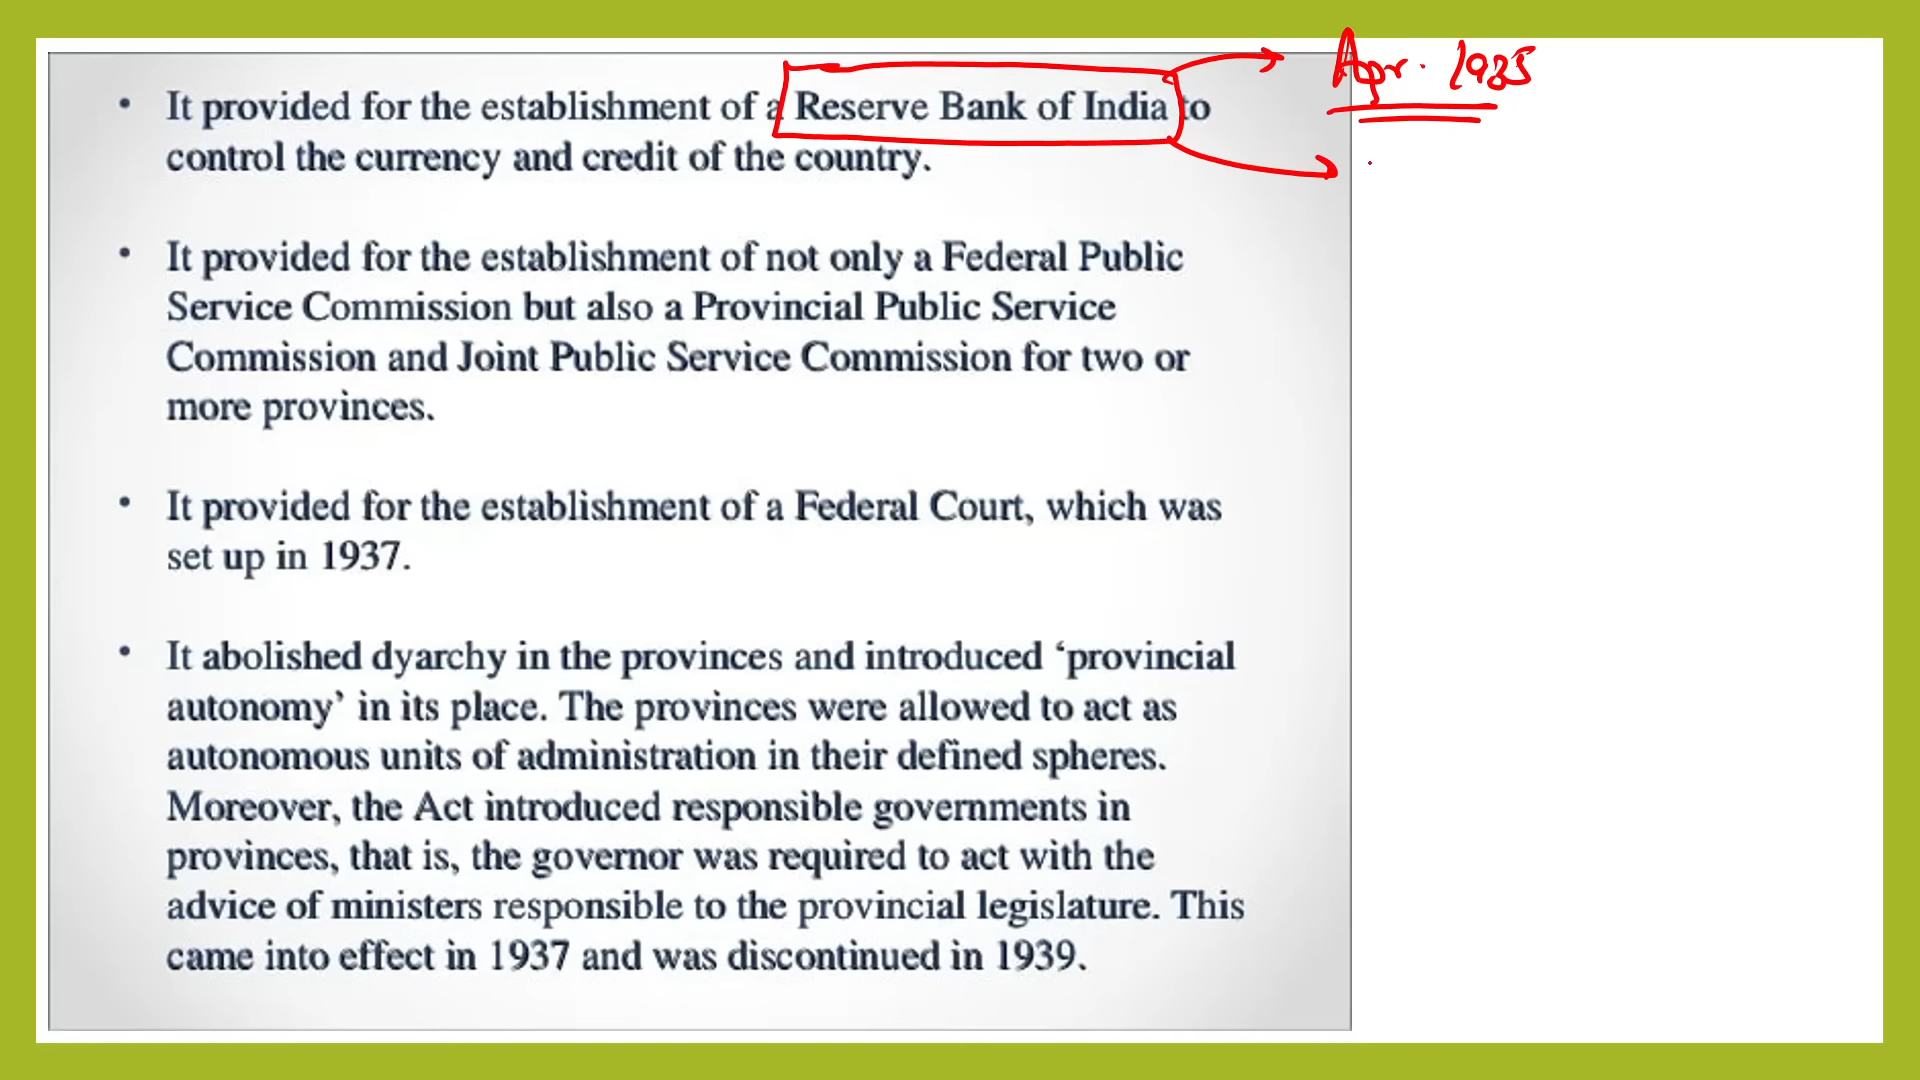 • It provided for the establishment of a Reserve Bank of India to
control the currency and credit of the country.
Apr. 1935
• It provided for the establishment of not only a Federal Public
Service Commission but also a Provincial Public Service
Commission and Joint Public Service Commission for two or
more provinces.
• It provided for the establishment of a Federal Court, which was
set up in 1937.
• It abolished dyarchy in the provinces and introduced ‘provincial
autonomy’ in its place. The provinces were allowed to act as
autonomous units of administration in their defined spheres.
Moreover, the Act introduced responsible governments in
provinces, that is, the governor was required to act with the
advice of ministers responsible to the provincial legislature. This
came into effect in 1937 and was discontinued in 1939.